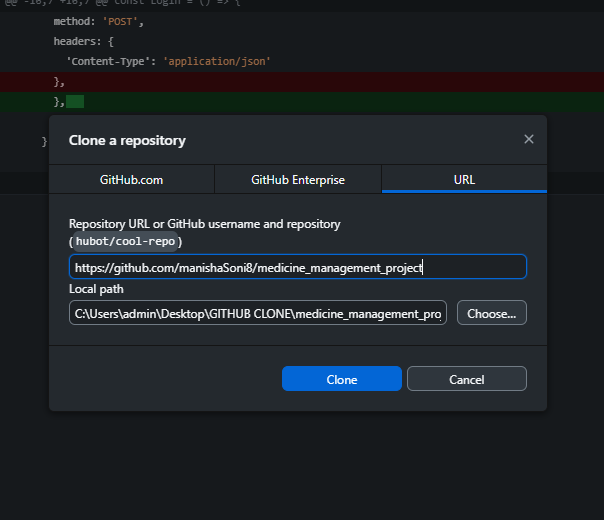 @@ -16,7 +16,7 @@ const Login = () => {
method: 'POST',
headers: {
'Content-Type': 'application/json'
},
},
}
Clone a repository
GitHub.com GitHub Enterprise URL
Repository URL or GitHub username and repository
(hubot/cool-repo)
https://github.com/manishaSoni8/medicine_management_project
Local path
C:\Users\admin\Desktop\GITHUB CLONE\medicine_management_pro
Choose...
Clone Cancel